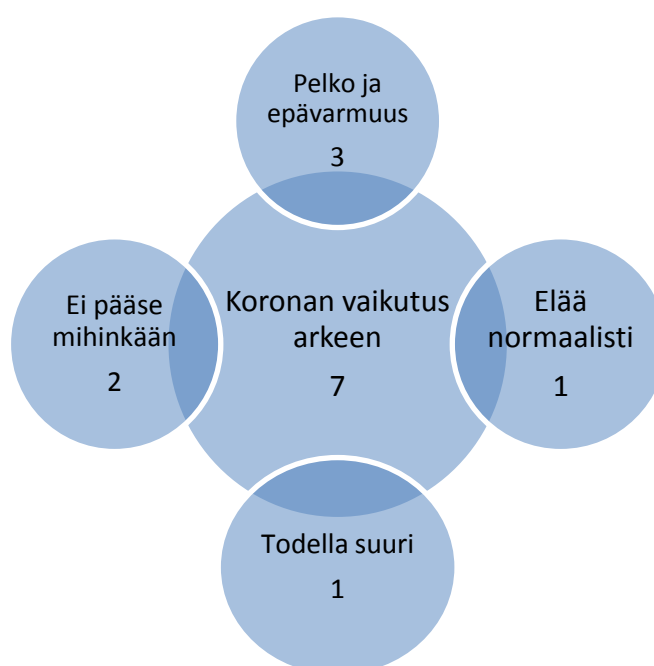 Pelko ja
epävarmuus
3
Ei pääse
mihinkään
2
Koronan vaikutus
arkeen
7
Elää
normaalisti
1
Todella suuri
1